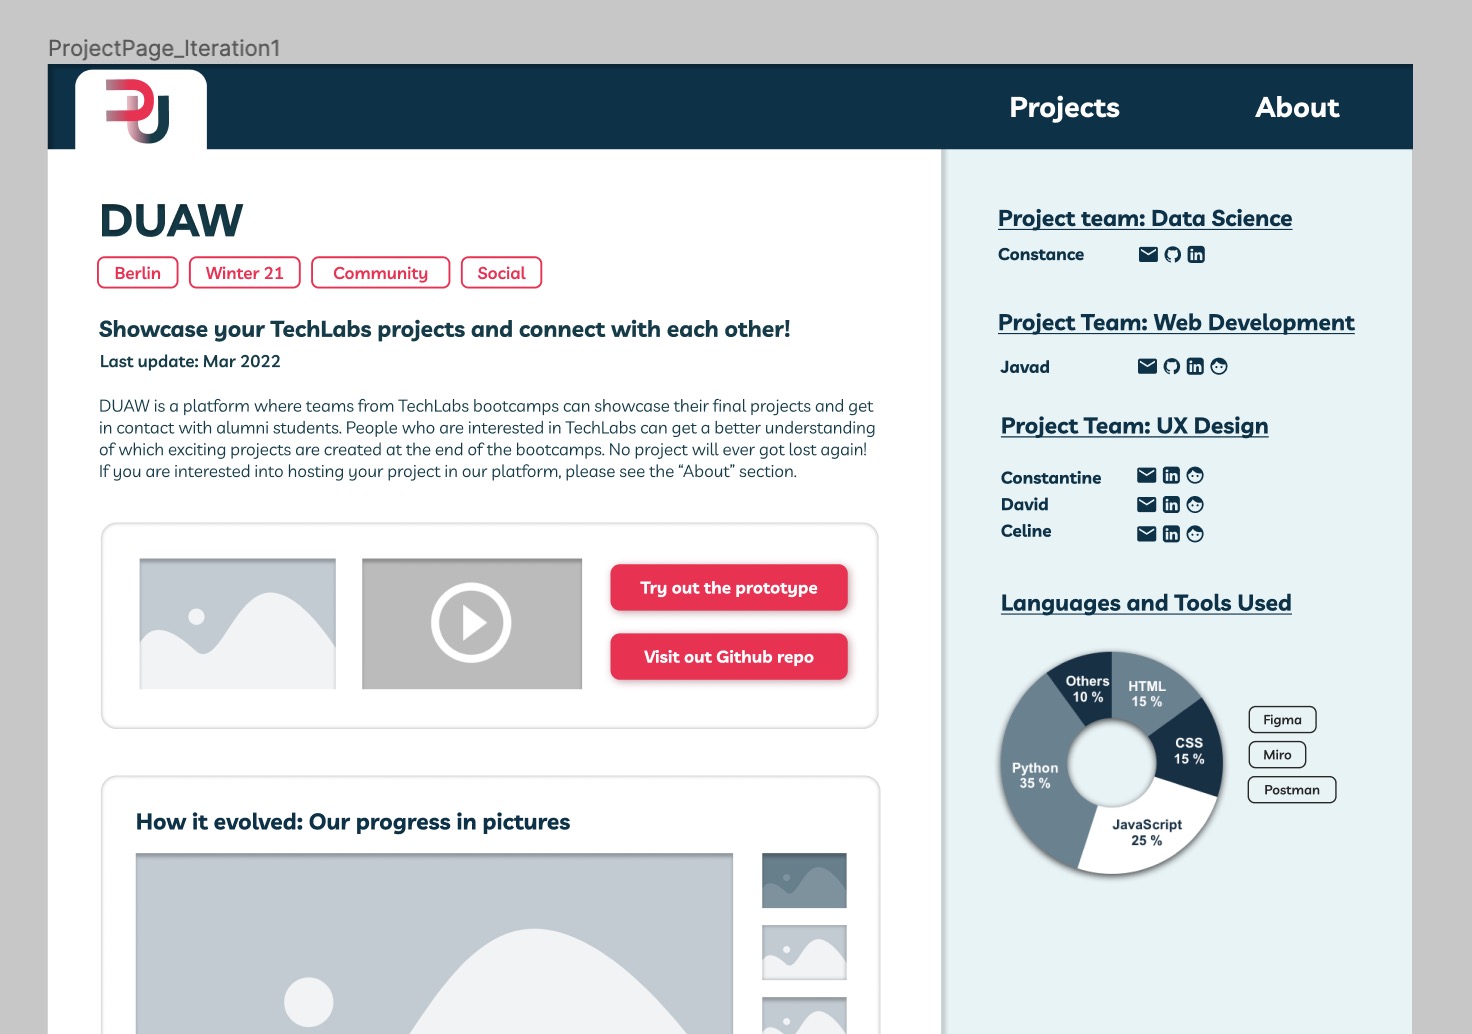 ProjectPage_Iteration1
Projects
About
DUAW
Berlin
Winter 21
Community
Social
Showcase your TechLabs projects and connect with each other!
Last update: Mar 2022
DUAW is a platform where teams from TechLabs bootcamps can showcase their final projects and get
in contact with alumni students. People who are interested in TechLabs can get a better understanding
of which exciting projects are created at the end of the bootcamps. No project will ever got lost again!
If you are interested into hosting your project in our platform, please see the “About” section.
Try out the prototype
Visit out Github repo
How it evolved: Our progress in pictures
Project team: Data Science
Constance
Project Team: Web Development
Javad
Project Team: UX Design
Constantine
David
Celine
Languages and Tools Used
Others
10 %
HTML
15 %
CSS
15 %
Python
35 %
JavaScript
25 %
Figma
Miro
Postman